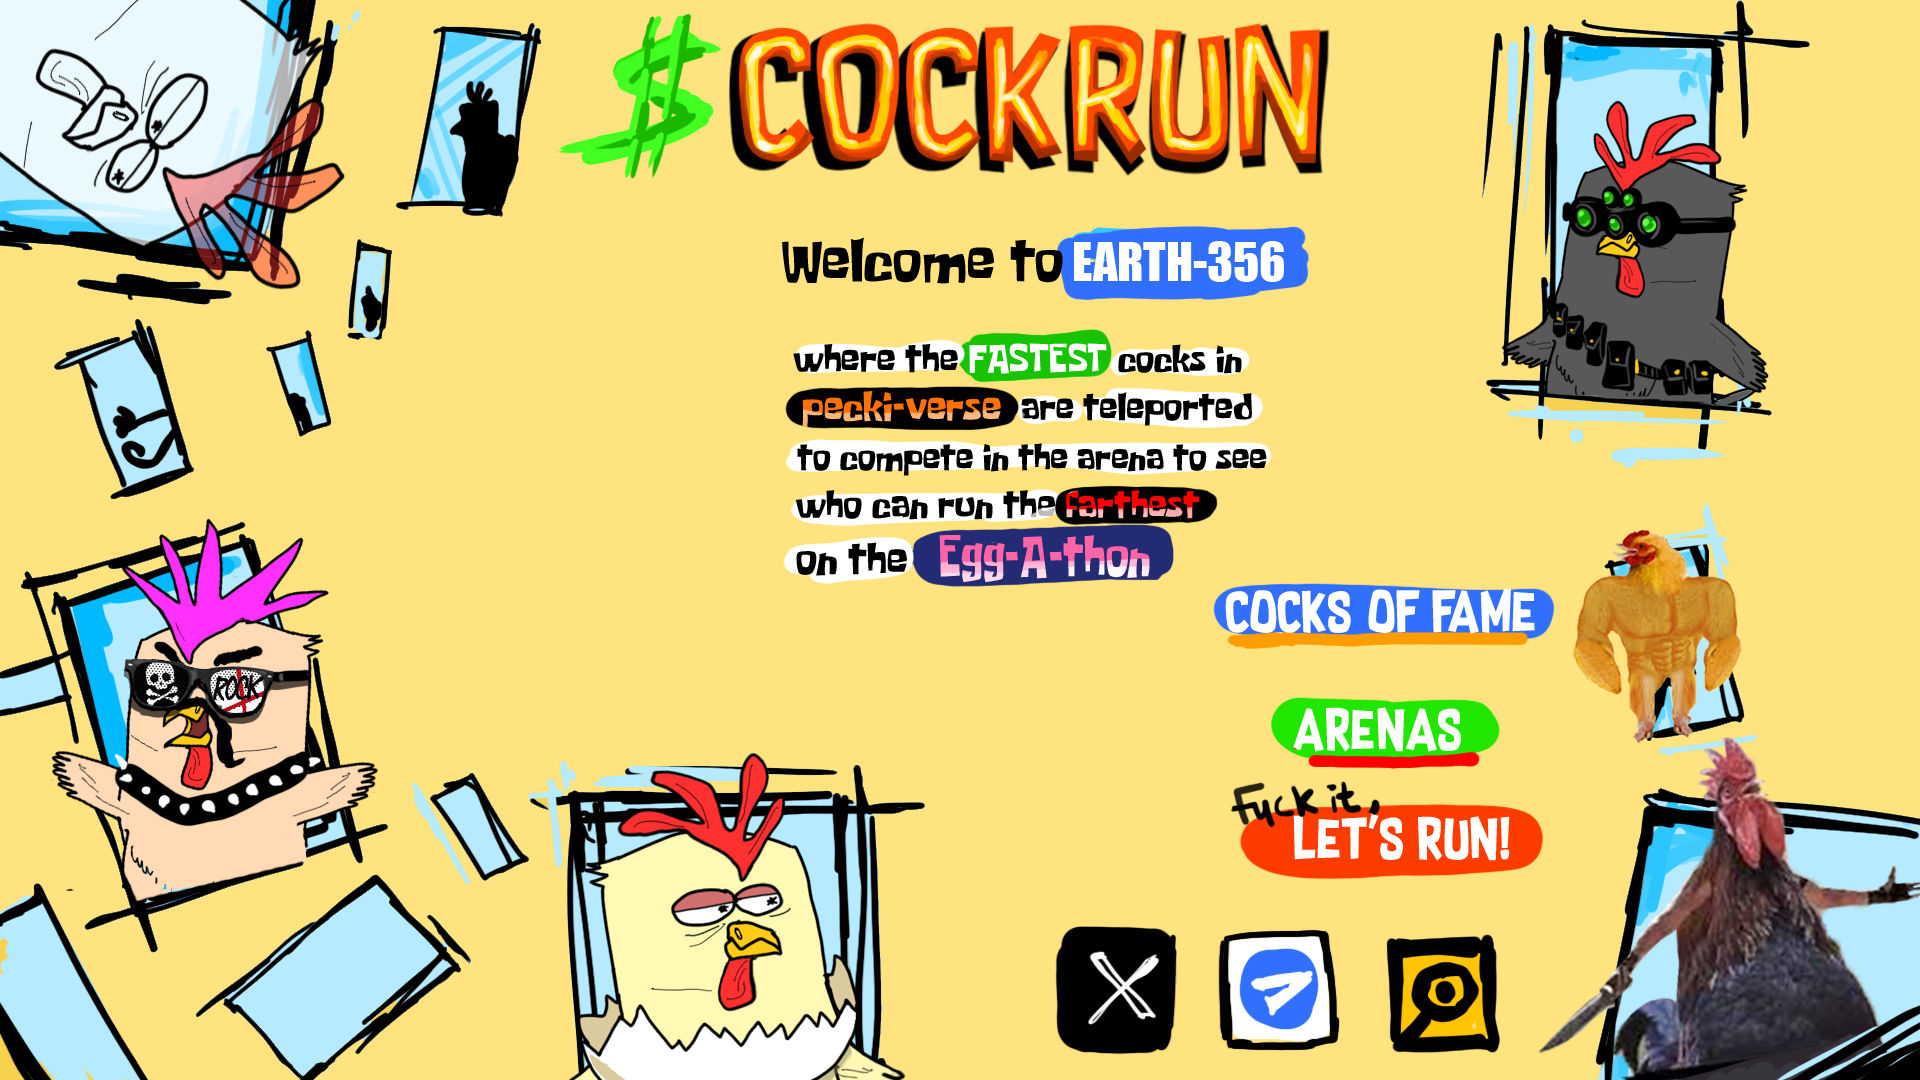 $COCKRUN
Welcome to EARTH-356
where the FASTEST cocks in
pecki-verse are teleported
to compete in the arena to see
who can run the farthest
on the Egg-A-thon
COCKS OF FAME
ROCK
ARENAS
Fuck it,
LET'S RUN!
X